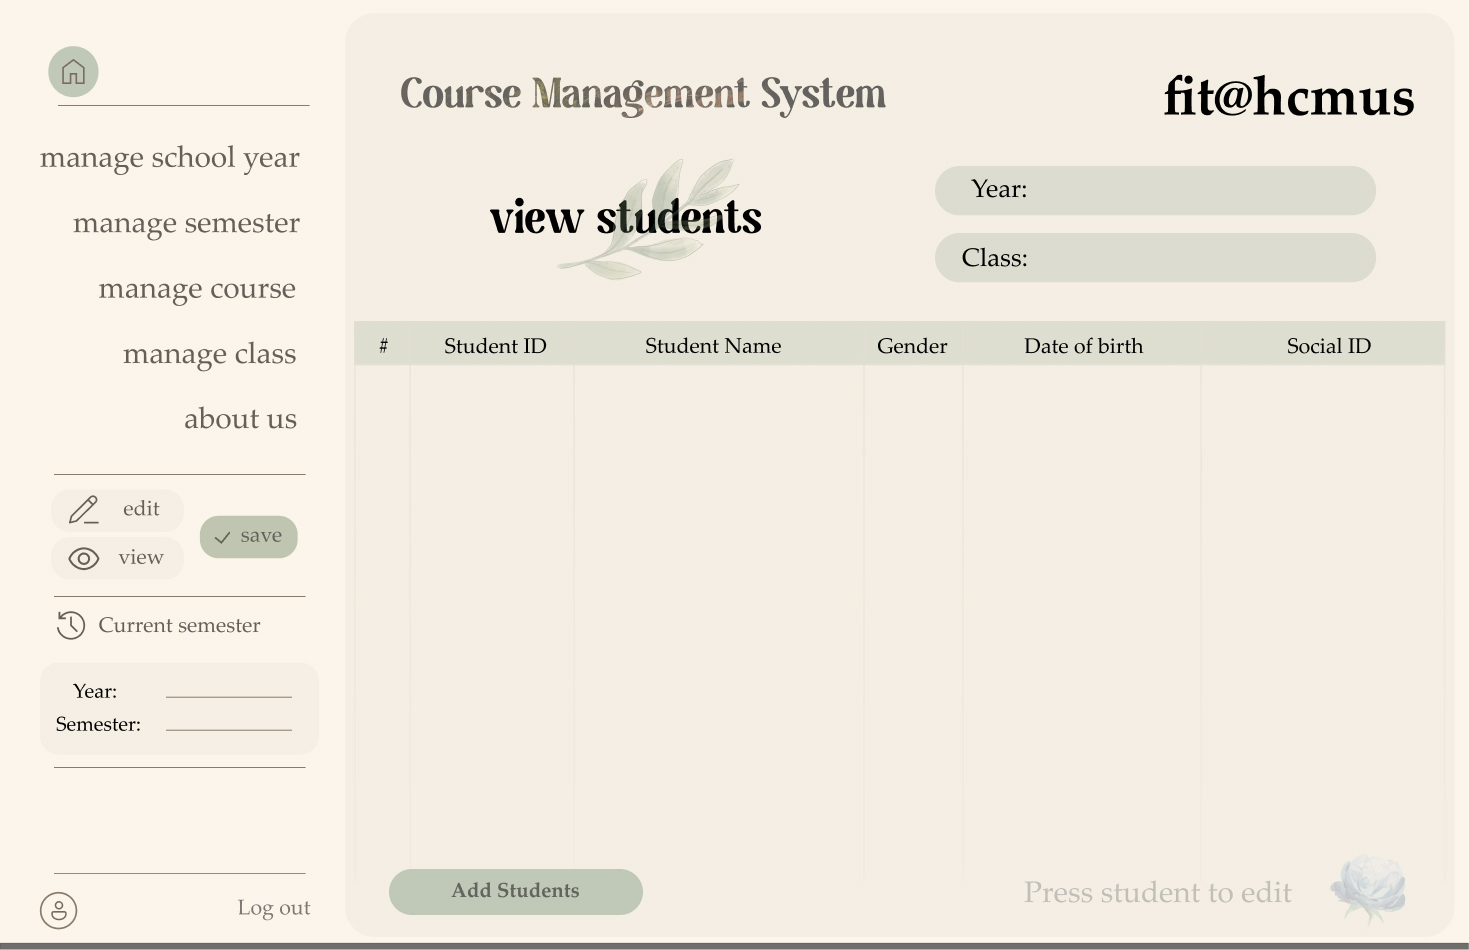 manage school year
manage semester
manage course
manage class
about us
edit
view
save
Current semester
Year:
Semester:
Log out
Course Management System
fit@hcmus
view students
Year:
Class:
# Student ID Student Name Gender Date of birth Social ID
Add Students
Press student to edit